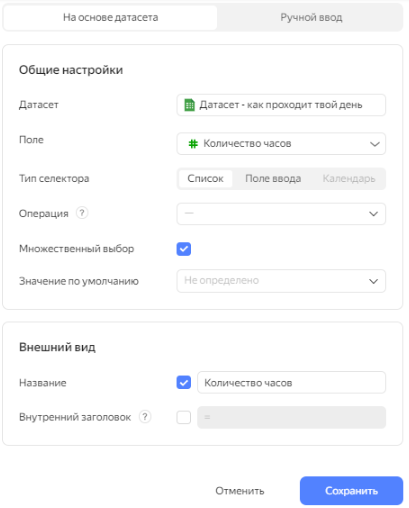 На основе датасета
Ручной ввод
Общие настройки
Датасет
Датасет - как проходит твой день
Поле
# Количество часов
Тип селектора
Список
Поле ввода
Календарь
Операция ?
—
Множественный выбор
Значение по умолчанию
Не определено
Внешний вид
Название
Количество часов
Внутренний заголовок ?
=
Отменить
Сохранить